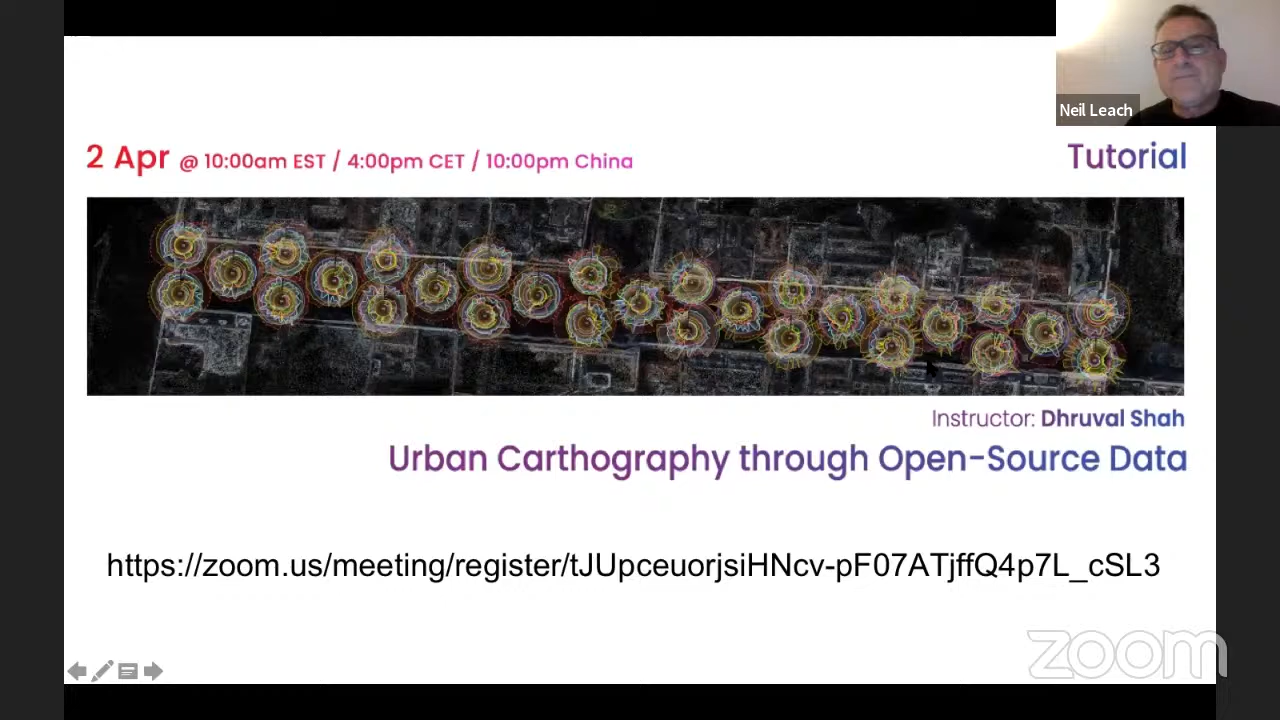 Neil Leach
2 Apr @ 10:00am EST / 4:00pm CET / 10:00pm China
Tutorial
Instructor: Dhruval Shah
Urban Carthography through Open-Source Data
https://zoom.us/meeting/register/tJUpceuorjsiHNcv-pF07ATjffQ4p7L_cSL3
zoom